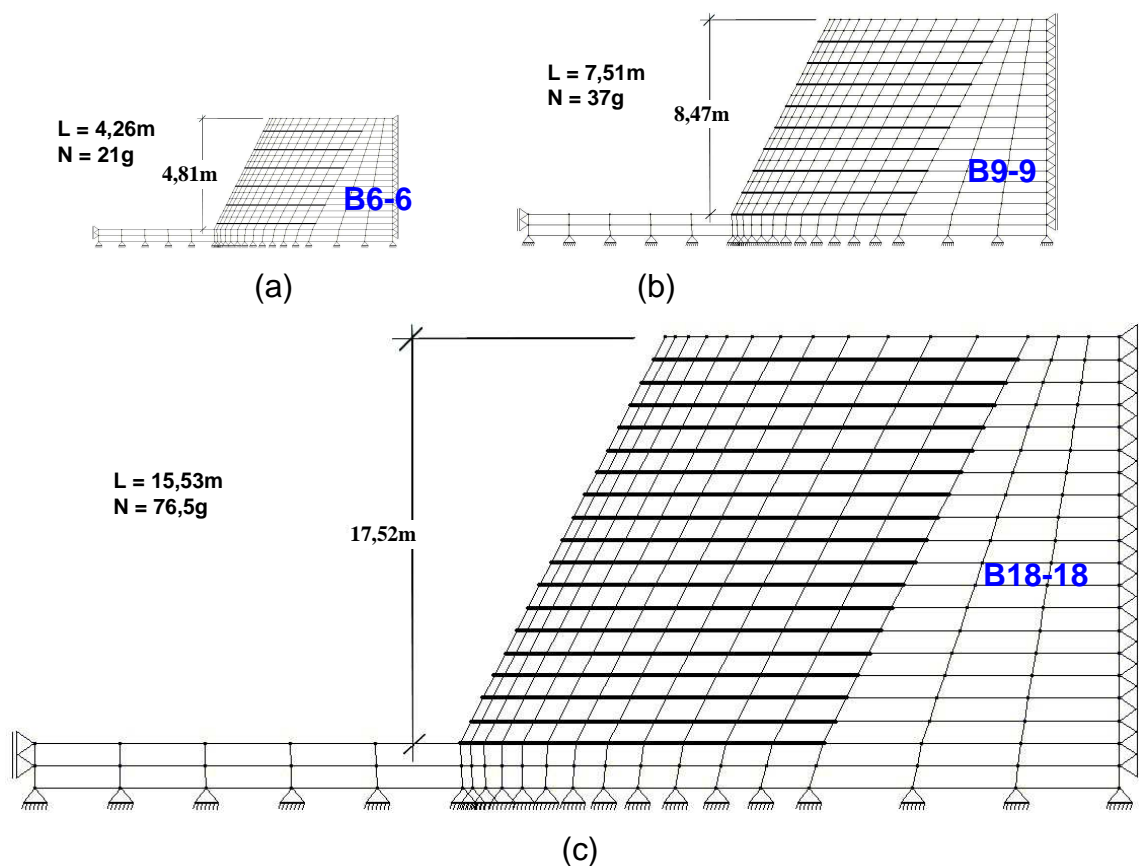 L = 4,26m
N = 21g
4,81m
B6-6
(a)
L = 7,51m
N = 37g
8,47m
B9-9
(b)
L = 15,53m
N = 76,5g
17,52m
B18-18
(c)